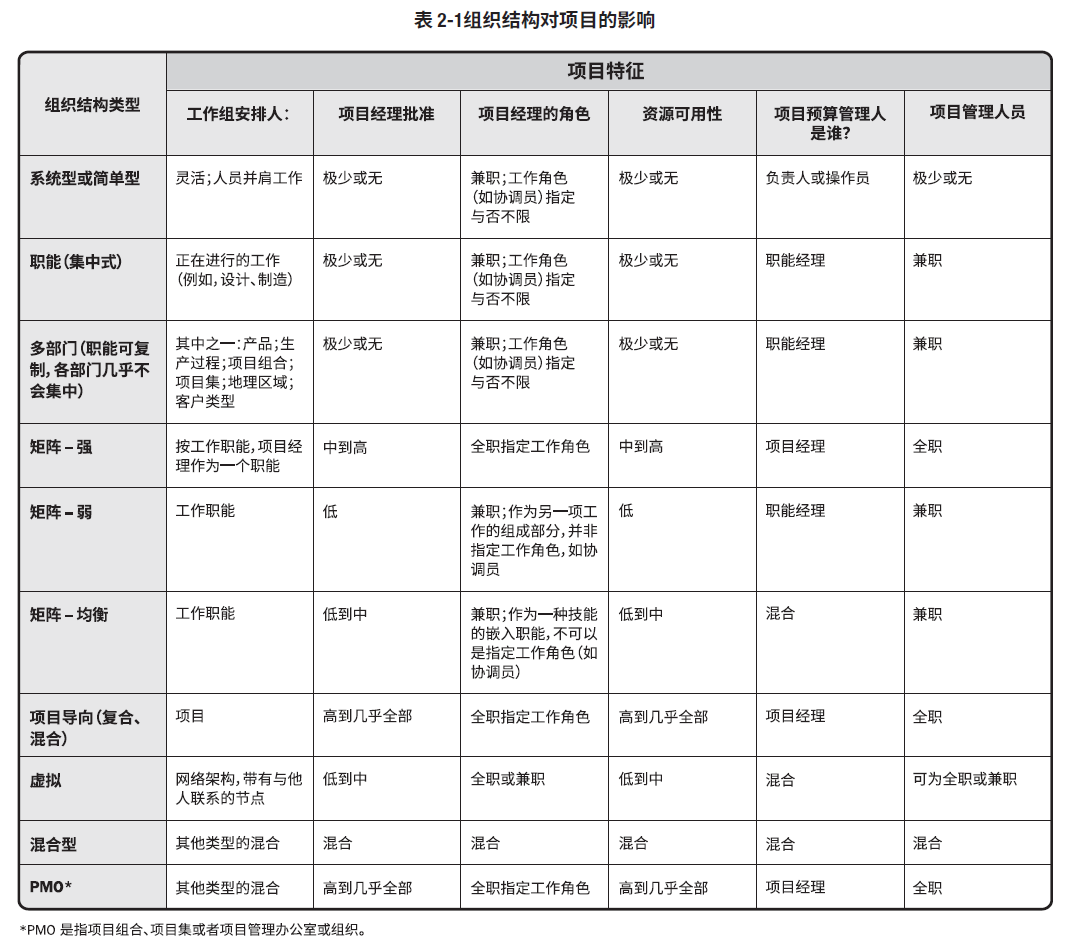 表 2-1组织结构对项目的影响
组织结构类型
项目特征
工作组安排人：
项目经理批准
项目经理的角色
资源可用性
项目预算管理人
是谁？
项目管理人员
系统型或简单型
灵活；人员并肩工作
极少或无
兼职；工作角色
（如协调员）指定
与否不限
极少或无
负责人或操作员
极少或无
职能（集中式）
正在进行的工作
（例如，设计、制造）
极少或无
兼职；工作角色
（如协调员）指定
与否不限
极少或无
职能经理
兼职
多部门（职能可复
制，各部门几乎不
会集中）
其中之一：产品；生
产过程；项目组合；
项目集；地理区域；
客户类型
极少或无
兼职；工作角色
（如协调员）指定
与否不限
极少或无
职能经理
兼职
矩阵 – 强
按工作职能，项目经
理作为一个职能
中到高
全职指定工作角色
中到高
项目经理
全职
矩阵 – 弱
工作职能
低
兼职；作为另一项工
作的组成部分，并非
指定工作角色，如协
调员
低
职能经理
兼职
矩阵 – 均衡
工作职能
低到中
兼职；作为一种技能
的嵌入职能，不可以
是指定工作角色（如
协调员）
低到中
混合
兼职
项目导向（复合、
混合）
项目
高到几乎全部
全职指定工作角色
高到几乎全部
项目经理
全职
虚拟
网络架构，带有与他
人联系的节点
低到中
全职或兼职
低到中
混合
可为全职或兼职
混合型
其他类型的混合
混合
混合
混合
混合
混合
PMO*
其他类型的混合
高到几乎全部
全职指定工作角色
高到几乎全部
项目经理
全职
*PMO 是指项目组合、项目集或者项目管理办公室或组织。